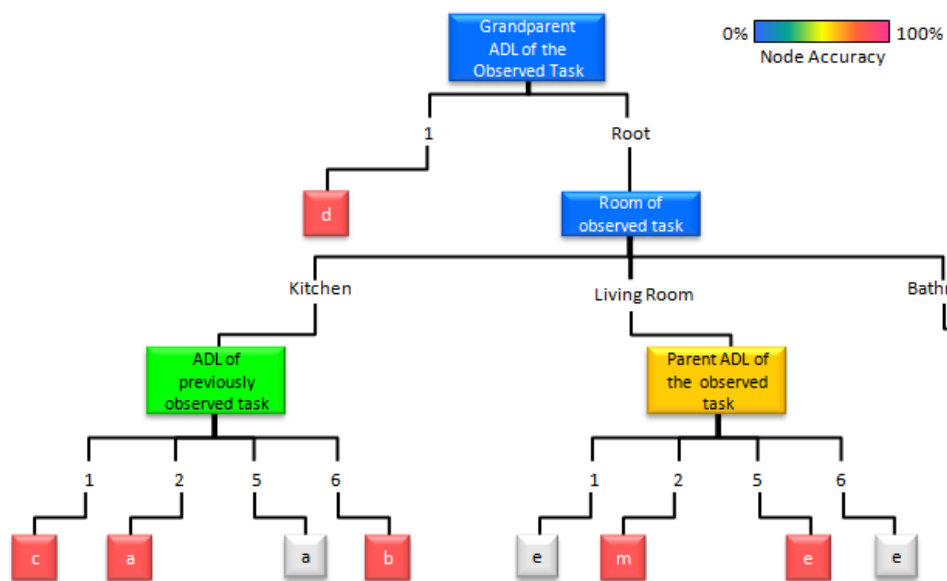 Grandparent
ADL of the
Observed Task
0% 100%
Node Accuracy
1 Root
d
Room of
observed task
Kitchen Living Room Bath
ADL of
previously
observed task
Parent ADL of
the observed
task
1 2 5 6 1 2 5 6
c a a b e m e e